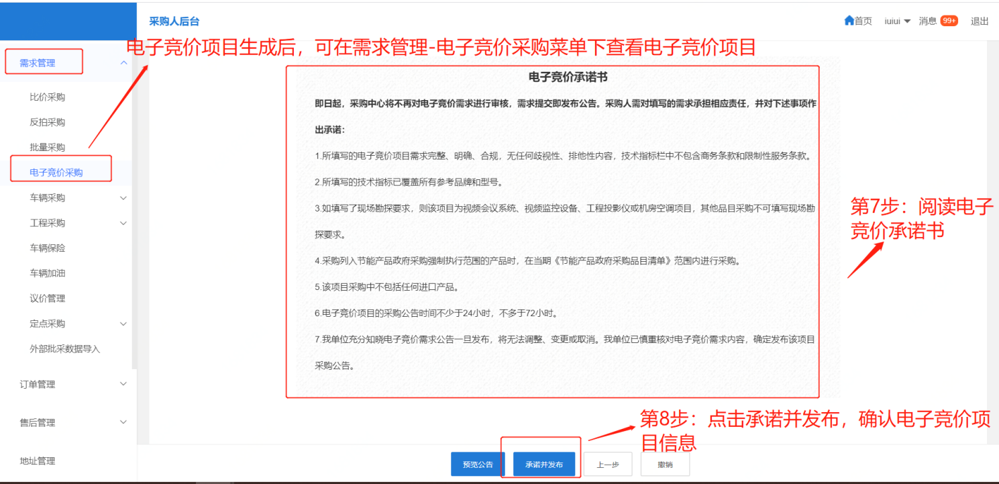 采购人后台
首页 iuiui 消息 99+ 退出
电子竞价项目生成后，可在需求管理-电子竞价采购菜单下查看电子竞价项目
需求管理
比价采购
反拍采购
批量采购
电子竞价采购
车辆采购
工程采购
车辆保险
车辆加油
议价管理
定点采购
外部批采数据导入
订单管理
售后管理
地址管理
电子竞价承诺书
即日起，采购中心将不再对电子竞价需求进行审核，需求提交即发布公告。采购人需对填写的需求承担相应责任，并对下述事项作
出承诺：
1.所填写的电子竞价项目需求完整、明确、合规，无任何歧视性、排他性内容，技术指标栏中不包含商务条款和限制性服务条款。
2.所填写的技术指标已覆盖所有参考品牌和型号。
3.如填写了现场勘探要求，则该项目为视频会议系统、视频监控设备、工程投影仪或机房空调项目，其他品目采购不可填写现场勘
探要求。
4.采购列入节能产品政府采购强制执行范围的产品时，在当期《节能产品政府采购品目清单》范围内进行采购。
5.该项目采购中不包括任何进口产品。
6.电子竞价项目的采购公告时间不少于24小时，不多于72小时。
7.我单位充分知晓电子竞价需求公告一旦发布，将无法调整、变更或取消。我单位已慎重核对电子竞价需求内容，确定发布该项目
采购公告。
第7步：阅读电子
竞价承诺书
第8步：点击承诺并发布，确认电子竞价项
目信息
预览公告 承诺并发布 上一步 撤销